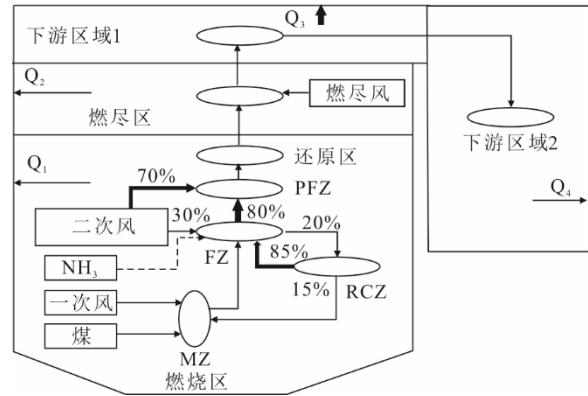 Q₃
下游区域1
Q₂
燃尽风
燃尽区
下游区域2
还原区
Q₁
70%
PFZ
Q₄
二次风
30%
80%
20%
FZ
85%
NH₃
15%
RCZ
一次风
煤
MZ
燃烧区